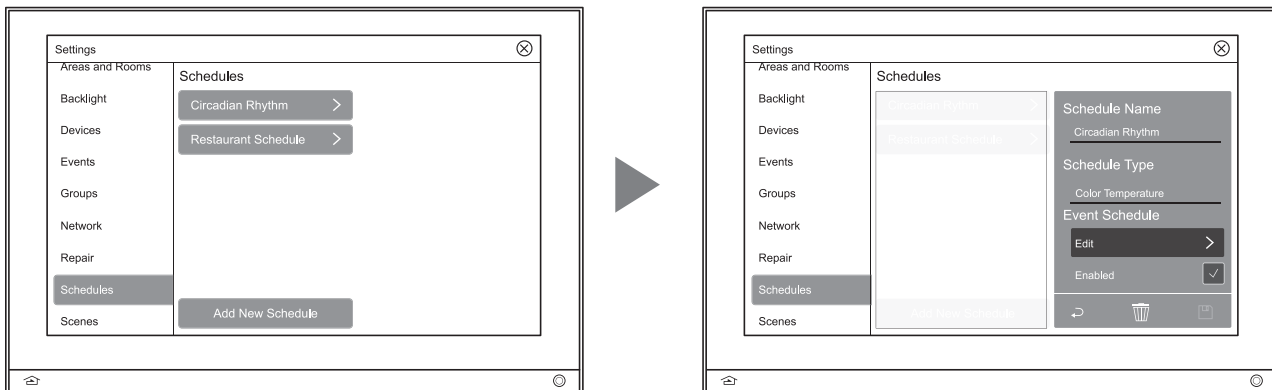 Settings
Areas and Rooms
Backlight
Devices
Events
Groups
Network
Repair
Schedules
Scenes
Schedules
Circadian Rhythm
Restaurant Schedule
Add New Schedule
Settings
Areas and Rooms
Backlight
Devices
Events
Groups
Network
Repair
Schedules
Scenes
Schedules
Circadian Rythm
Restaurant Schedule
Add New Schedule
Schedule Name
Circadian Rhythm
Schedule Type
Color Temperature
Event Schedule
Edit
Enabled